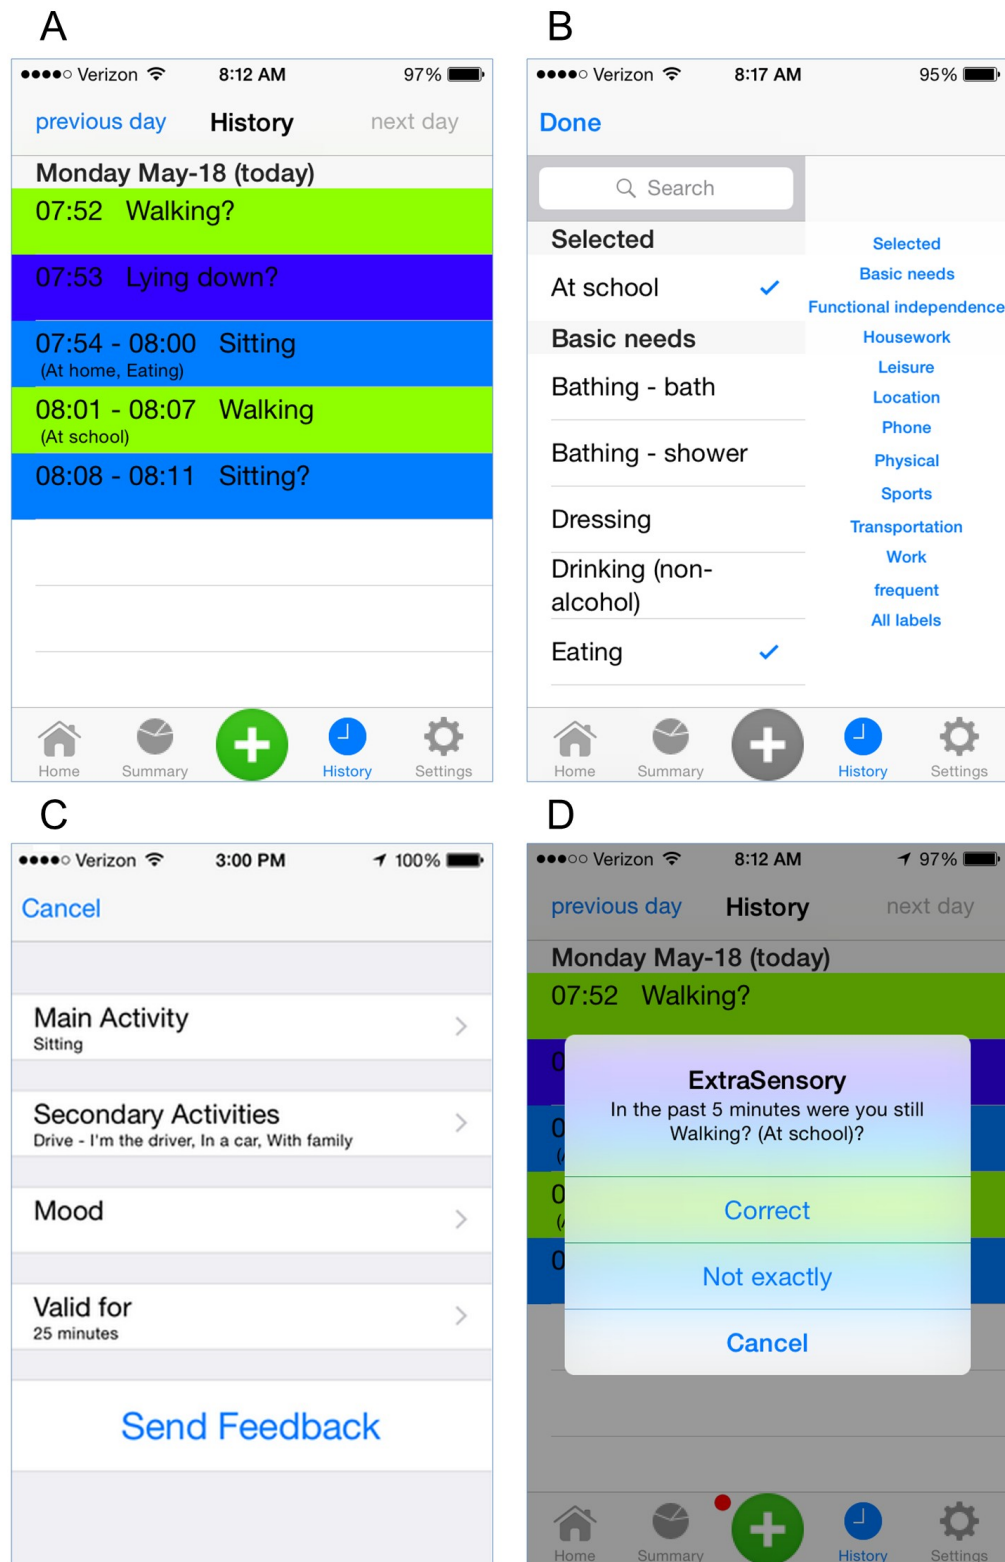 A
Verizon 8:12 AM 97%
previous day History next day
Monday May-18 (today)
07:52 Walking?
07:53 Lying down?
07:54 - 08:00 Sitting
(At home, Eating)
08:01 - 08:07 Walking
(At school)
08:08 - 08:11 Sitting?
Home Summary History Settings
B
Verizon 8:17 AM 95%
Done
Search
Selected
At school
Basic needs
Bathing - bath
Bathing - shower
Dressing
Drinking (non-
alcohol)
Eating
Selected
Basic needs
Functional independence
Housework
Leisure
Location
Phone
Physical
Sports
Transportation
Work
frequent
All labels
Home Summary History Settings
C
Verizon 3:00 PM 100%
Cancel
Main Activity
Sitting
Secondary Activities
Drive - I'm the driver, In a car, With family
Mood
Valid for
25 minutes
Send Feedback
D
Verizon 8:12 AM 97%
previous day History next day
Monday May-18 (today)
07:52 Walking?
ExtraSensory
In the past 5 minutes were you still
Walking? (At school)?
Correct
Not exactly
Cancel
Home Summary History Settings